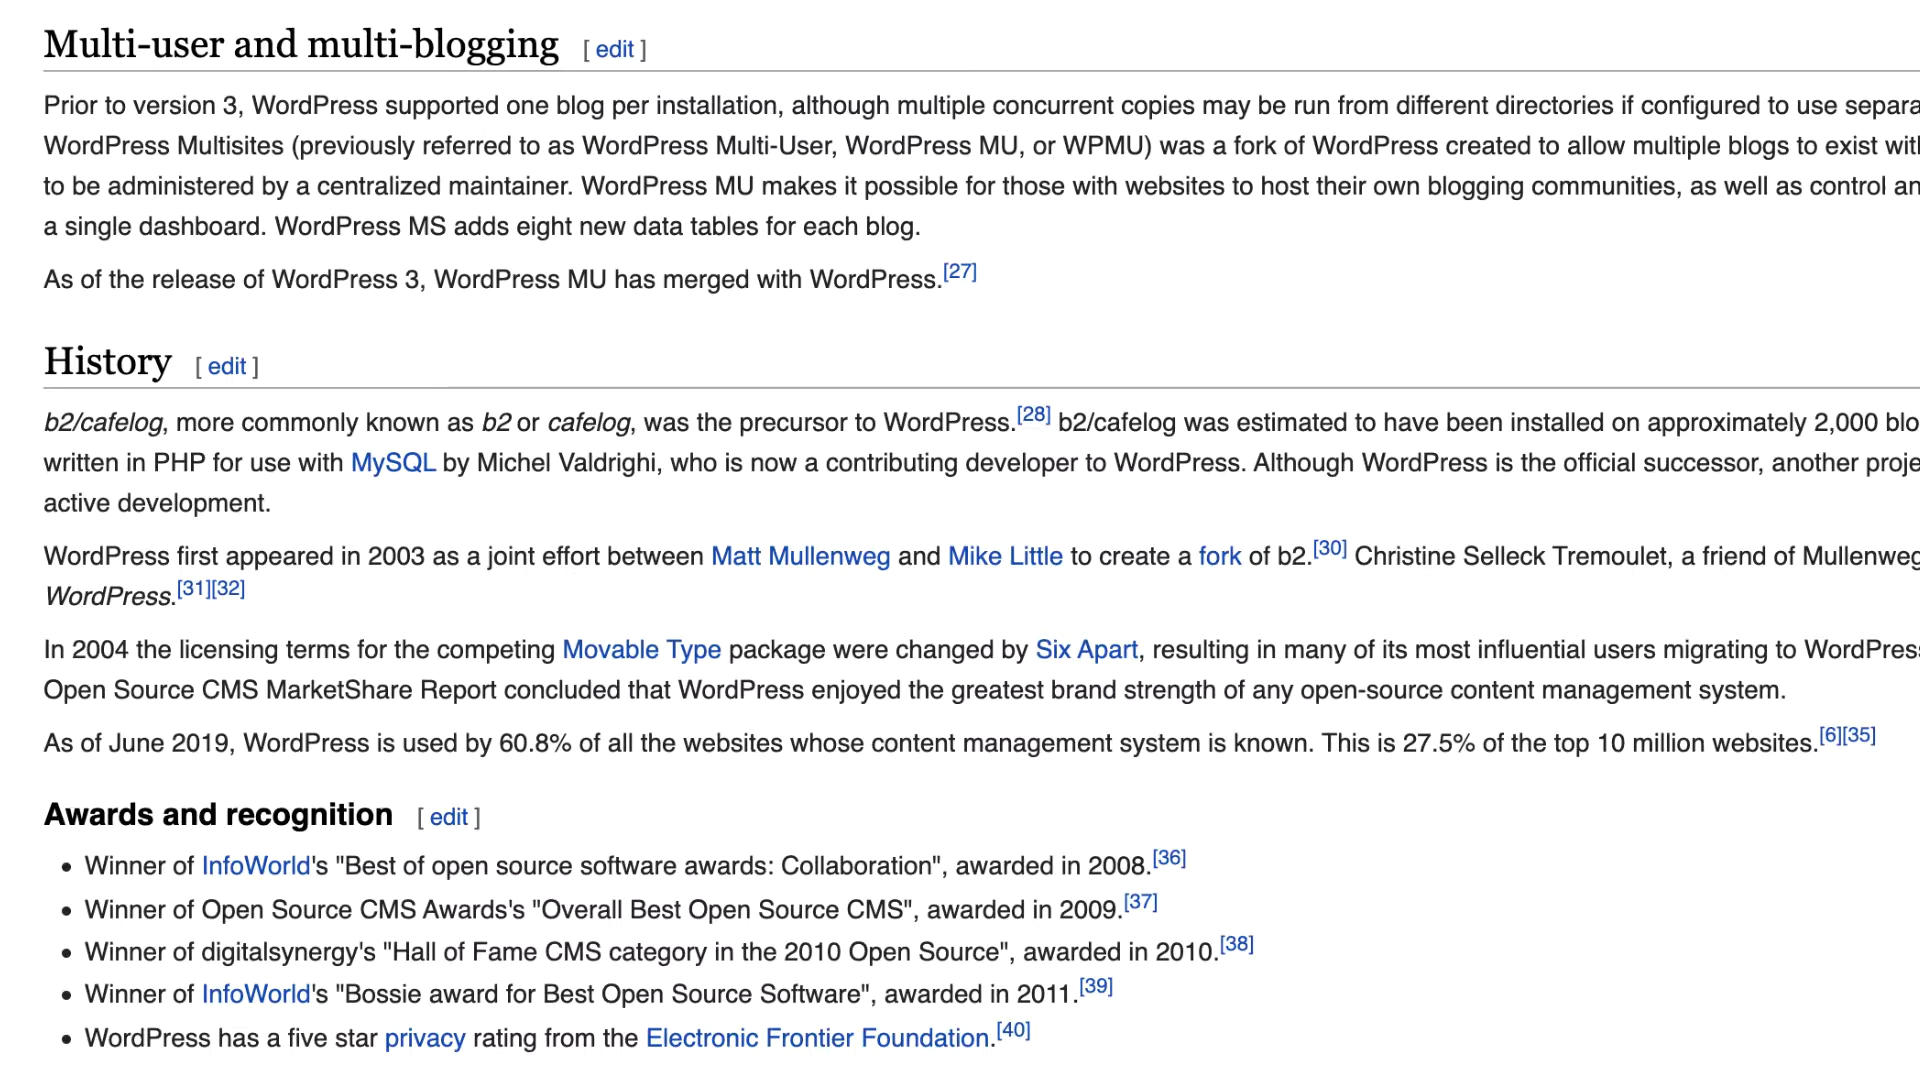 Multi-user and multi-blogging [ edit ]
Prior to version 3, WordPress supported one blog per installation, although multiple concurrent copies may be run from different directories if configured to use separa
WordPress Multisites (previously referred to as WordPress Multi-User, WordPress MU, or WPMU) was a fork of WordPress created to allow multiple blogs to exist wit
to be administered by a centralized maintainer. WordPress MU makes it possible for those with websites to host their own blogging communities, as well as control an
a single dashboard. WordPress MS adds eight new data tables for each blog.
As of the release of WordPress 3, WordPress MU has merged with WordPress.[27]
History [ edit ]
b2/cafelog, more commonly known as b2 or cafelog, was the precursor to WordPress.[28] b2/cafelog was estimated to have been installed on approximately 2,000 blo
written in PHP for use with MySQL by Michel Valdrighi, who is now a contributing developer to WordPress. Although WordPress is the official successor, another proje
active development.
WordPress first appeared in 2003 as a joint effort between Matt Mullenweg and Mike Little to create a fork of b2.[30] Christine Selleck Tremoulet, a friend of Mullenweg
WordPress.[31][32]
In 2004 the licensing terms for the competing Movable Type package were changed by Six Apart, resulting in many of its most influential users migrating to WordPres
Open Source CMS MarketShare Report concluded that WordPress enjoyed the greatest brand strength of any open-source content management system.
As of June 2019, WordPress is used by 60.8% of all the websites whose content management system is known. This is 27.5% of the top 10 million websites.[6][35]
Awards and recognition [ edit ]
• Winner of InfoWorld's "Best of open source software awards: Collaboration", awarded in 2008.[36]
• Winner of Open Source CMS Awards's "Overall Best Open Source CMS", awarded in 2009.[37]
• Winner of digitalsynergy's "Hall of Fame CMS category in the 2010 Open Source", awarded in 2010.[38]
• Winner of InfoWorld's "Bossie award for Best Open Source Software", awarded in 2011.[39]
• WordPress has a five star privacy rating from the Electronic Frontier Foundation.[40]